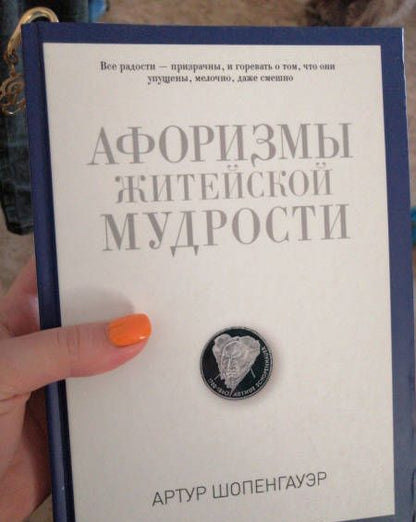 Все радости — призрачны, и горевать о том, что они
упущены, мелочно, даже смешно
АФОРИЗМЫ
ЖИТЕЙСКОЙ
МУДРОСТИ
АРТУР ШОПЕНГАУЭР